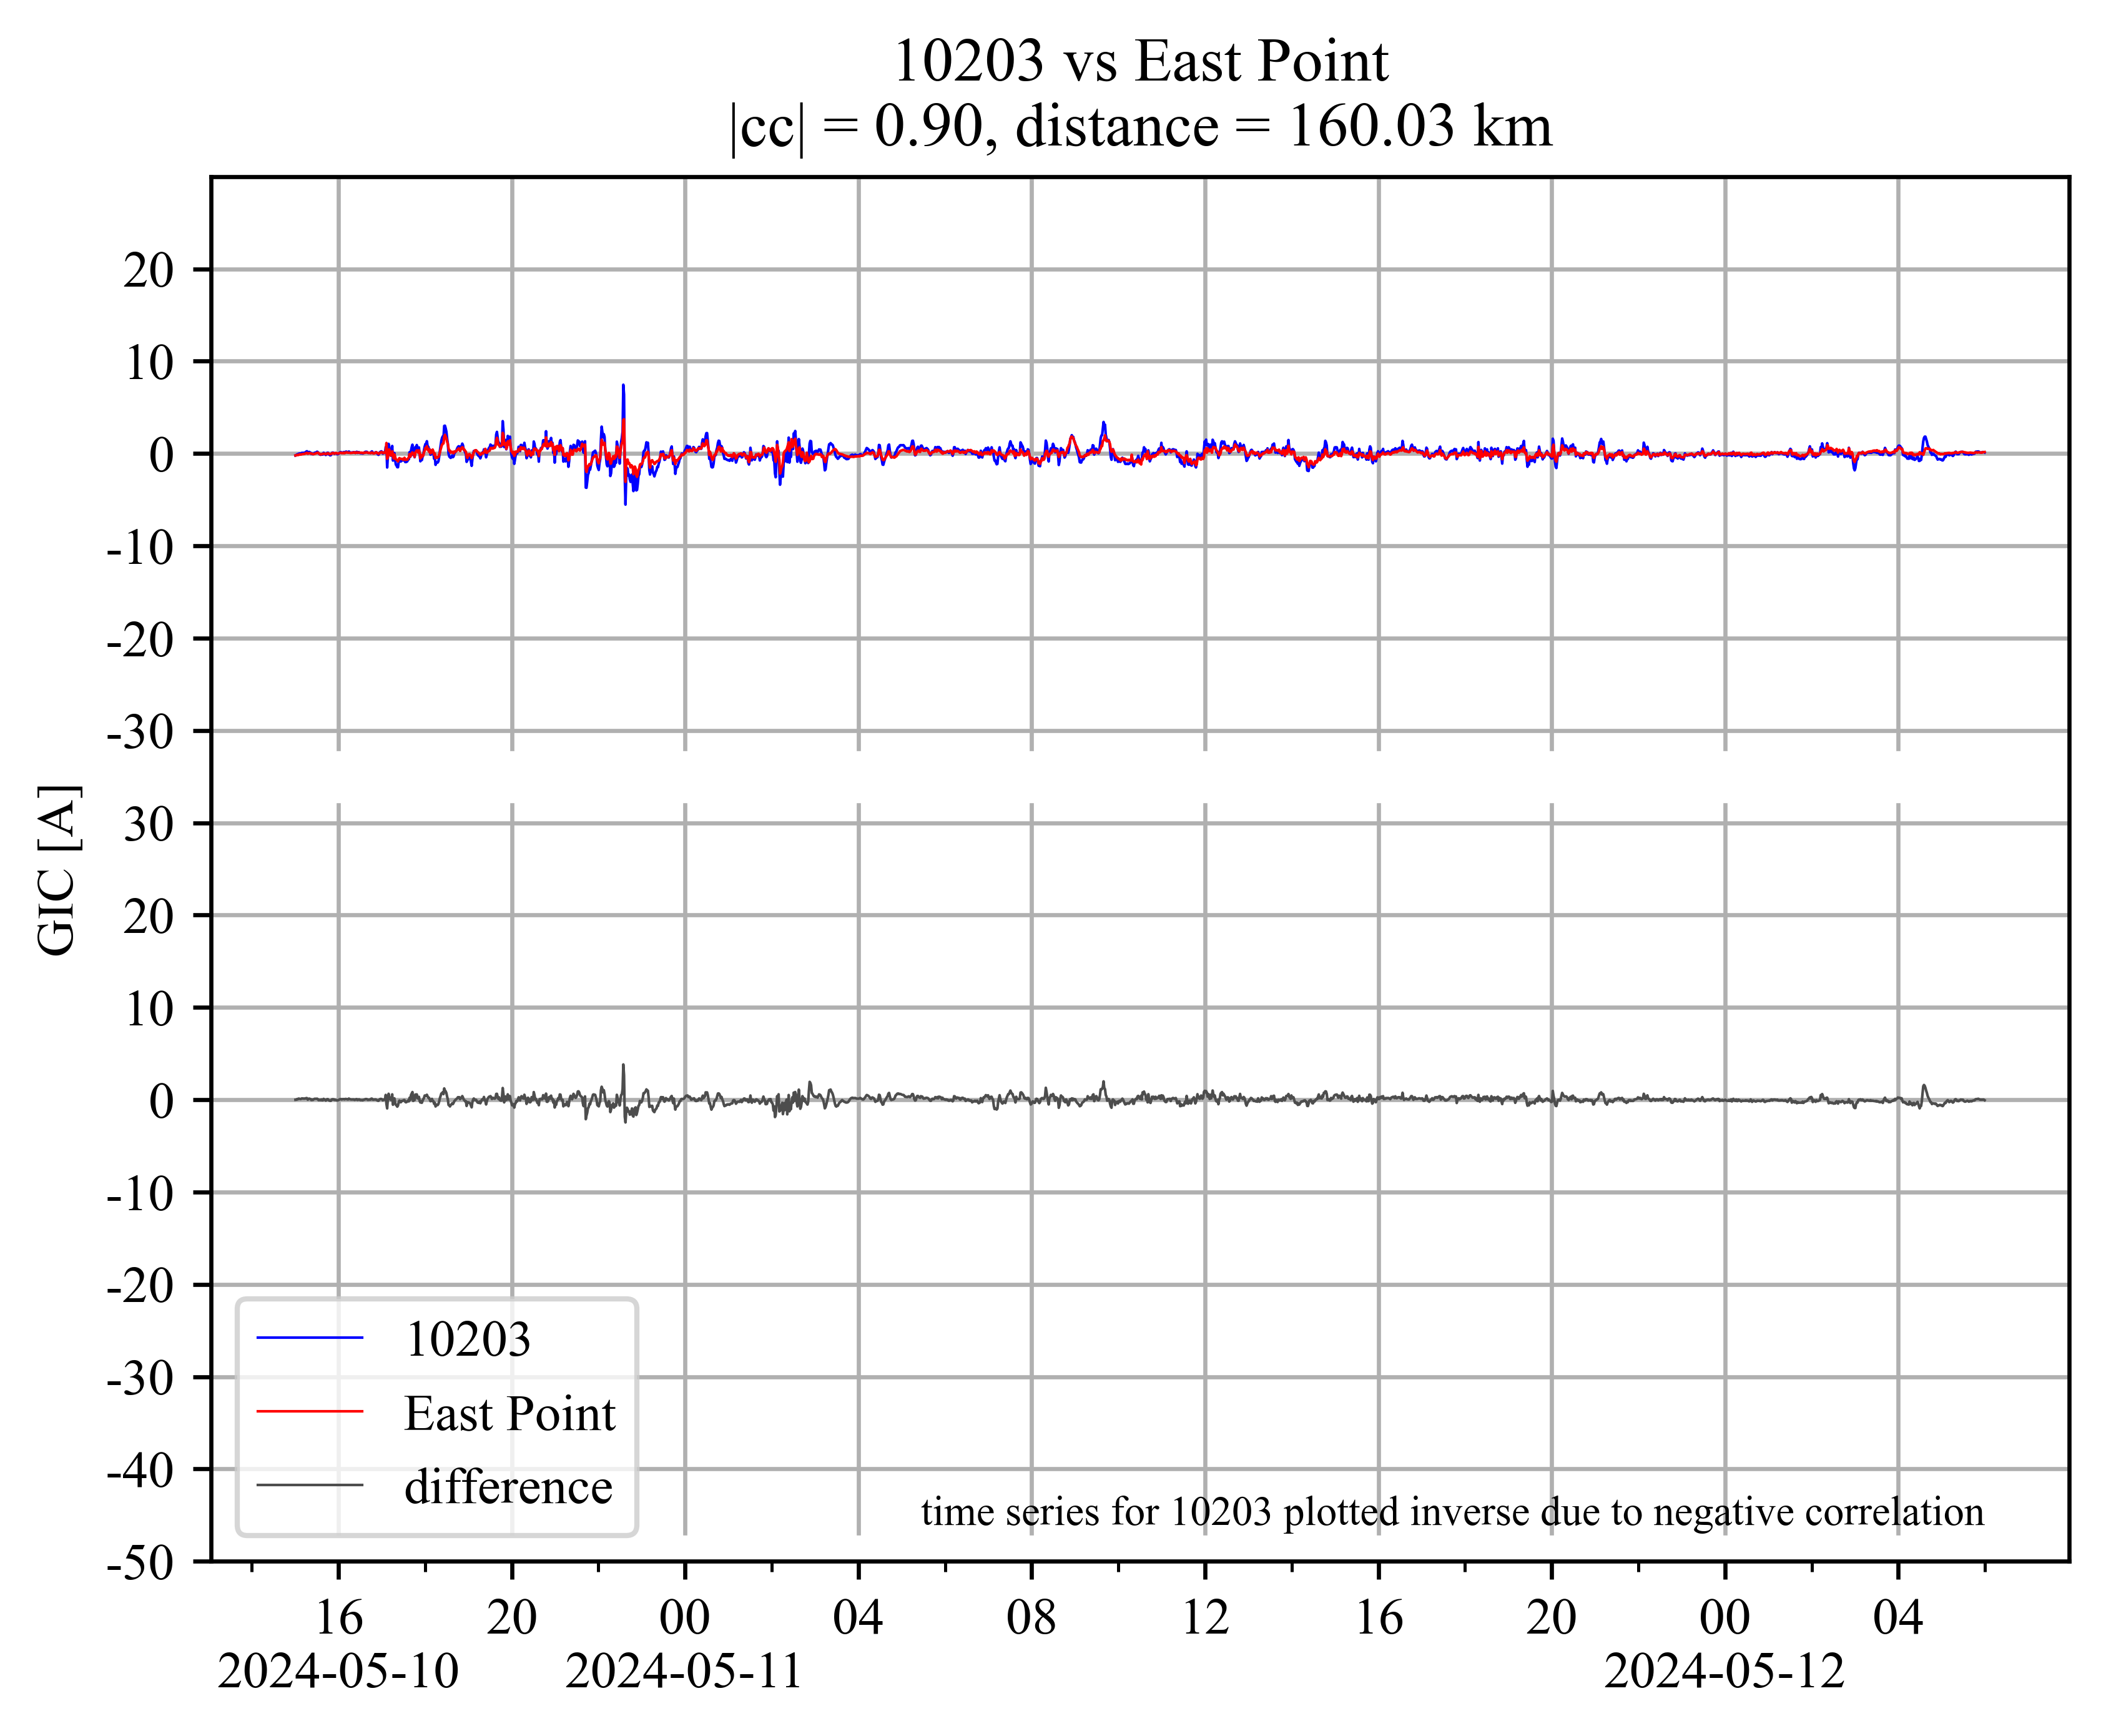 10203 vs East Point
|cc| = 0.90, distance = 160.03 km
GIC [A]
20
10
0
-10
-20
-30
30
20
10
0
-10
-20
-30
-40
-50
10203
East Point
difference
time series for 10203 plotted inverse due to negative correlation
16 20 00 04 08 12 16 20 00 04
2024-05-10 2024-05-11 2024-05-12